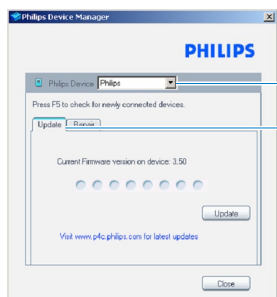 Philips Device Manager
PHILIPS
Philips Device Philips
Press F5 to check for newly connected devices.
Update Repair
Current Firmware version on device: 3.50
Update
Visit www.p4c.philips.com for latest updates
Close